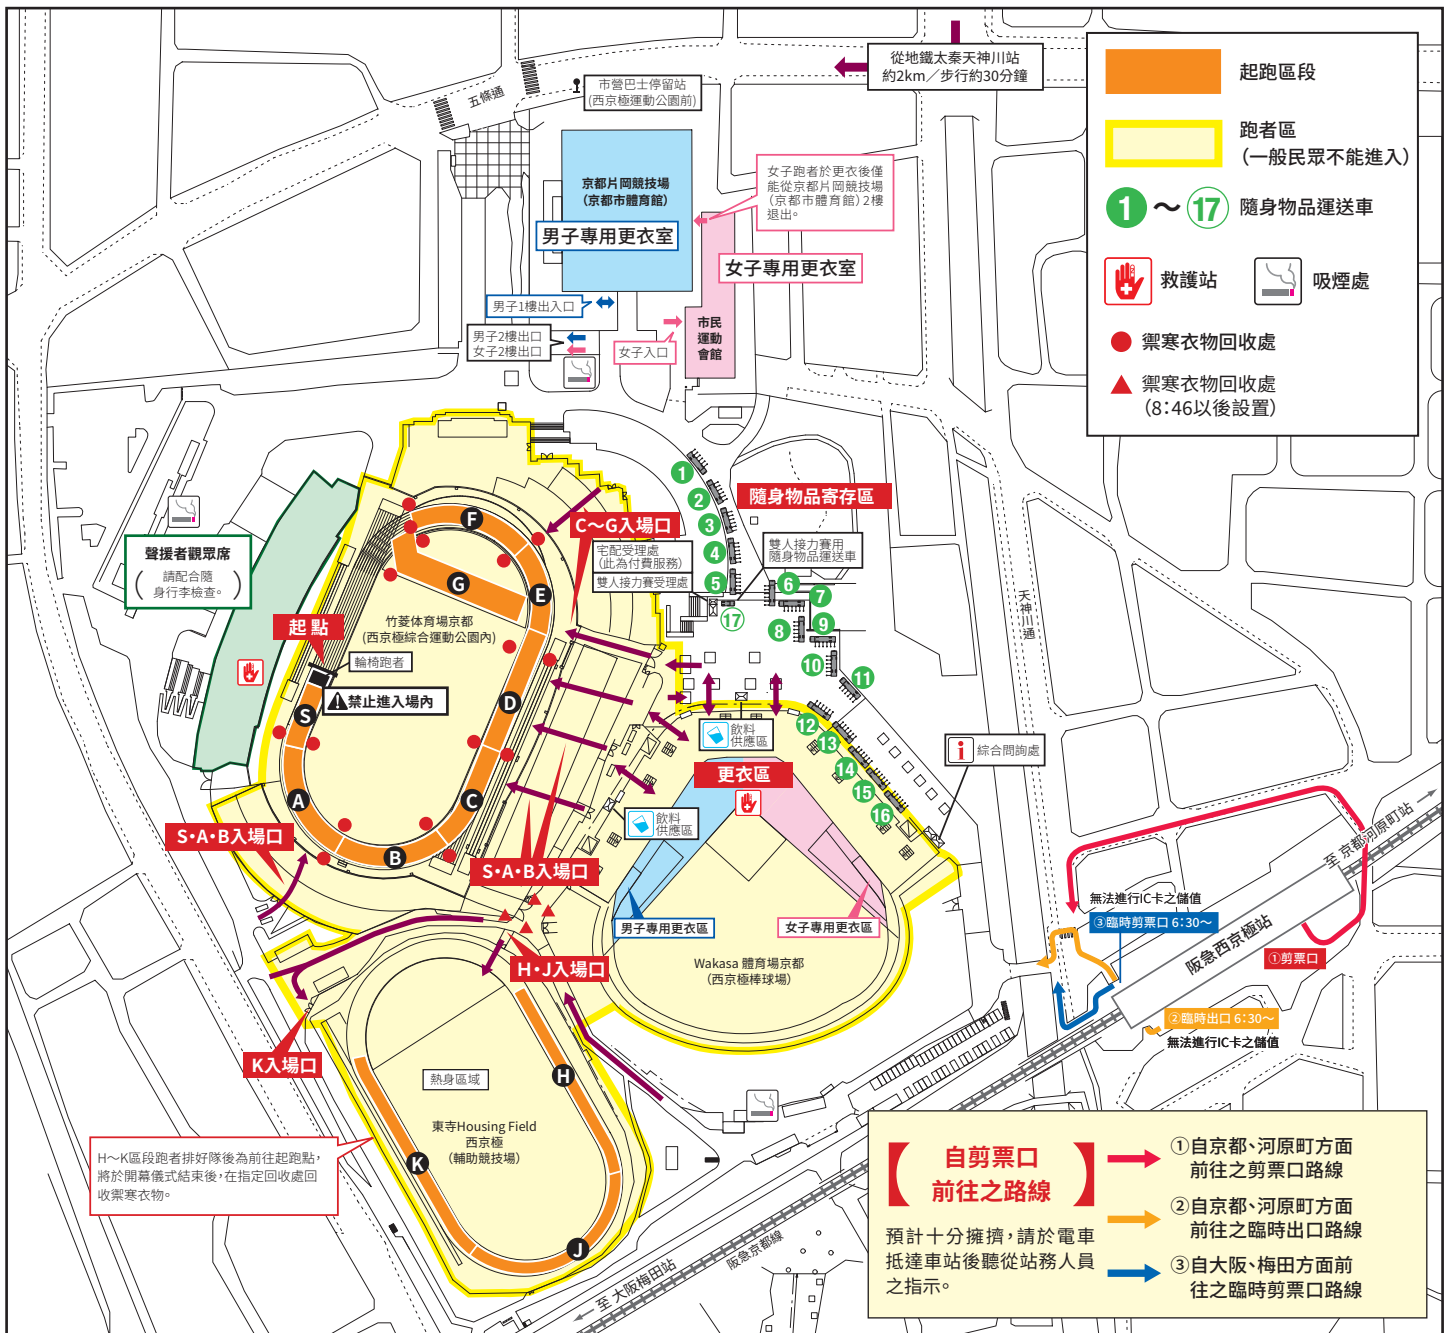 從地鐵太秦天神川站
約2km／步行約30分鐘
市營巴士停留站
(西京極運動公園前)
五條通
起跑區段
跑者區
(一般民眾不能進入)
1～17 隨身物品運送車
救護站
吸煙處
禦寒衣物回收處
禦寒衣物回收處
(8:46以後設置)
京都片岡競技場
(京都市體育館)
男子專用更衣室
女子跑者於更衣後僅
能從京都片岡競技場
(京都市體育館)2樓
退出。
女子專用更衣室
男子1樓出入口
男子2樓出口
女子2樓出口
女子入口
市民
運動
會館
1
2
3
4
5
6
7
8
9
10
11
12
13
14
15
16
17
隨身物品寄存區
C～G入場口
宅配受理處
(此為付費服務)
雙人接力賽受理處
雙人接力賽用
隨身物品運送車
天神川通
聲援者觀眾席
(請配合隨
身行李檢查。)
F
G
E
D
S
A
B
C
竹菱体育場京都
(西京極綜合運動公園內)
起點
輪椅跑者
禁止進入場內
飲料
供應區
綜合問詢處
更衣區
飲料
供應區
S・A・B入場口
S・A・B入場口
男子專用更衣區
女子專用更衣區
Wakasa 體育場京都
(西京極棒球場)
H・J入場口
K入場口
至 京都河原町站
無法進行IC卡之儲值
③臨時剪票口 6:30～
阪急西京極站
①剪票口
②臨時出口 6:30～
無法進行IC卡之儲值
熱身區域
H
K
J
東寺Housing Field
西京極
(輔助競技場)
H～K區段跑者排好隊後為前往起跑點，
將於開幕儀式結束後，在指定回收處回
收禦寒衣物。
至 大阪梅田站
阪急京都線
【自剪票口
前往之路線】
預計十分擁擠，請於電車
抵達車站後聽從站務人員
之指示。
①自京都、河原町方面
前往之剪票口路線
②自京都、河原町方面
前往之臨時出口路線
③自大阪、梅田方面前
往之臨時剪票口路線